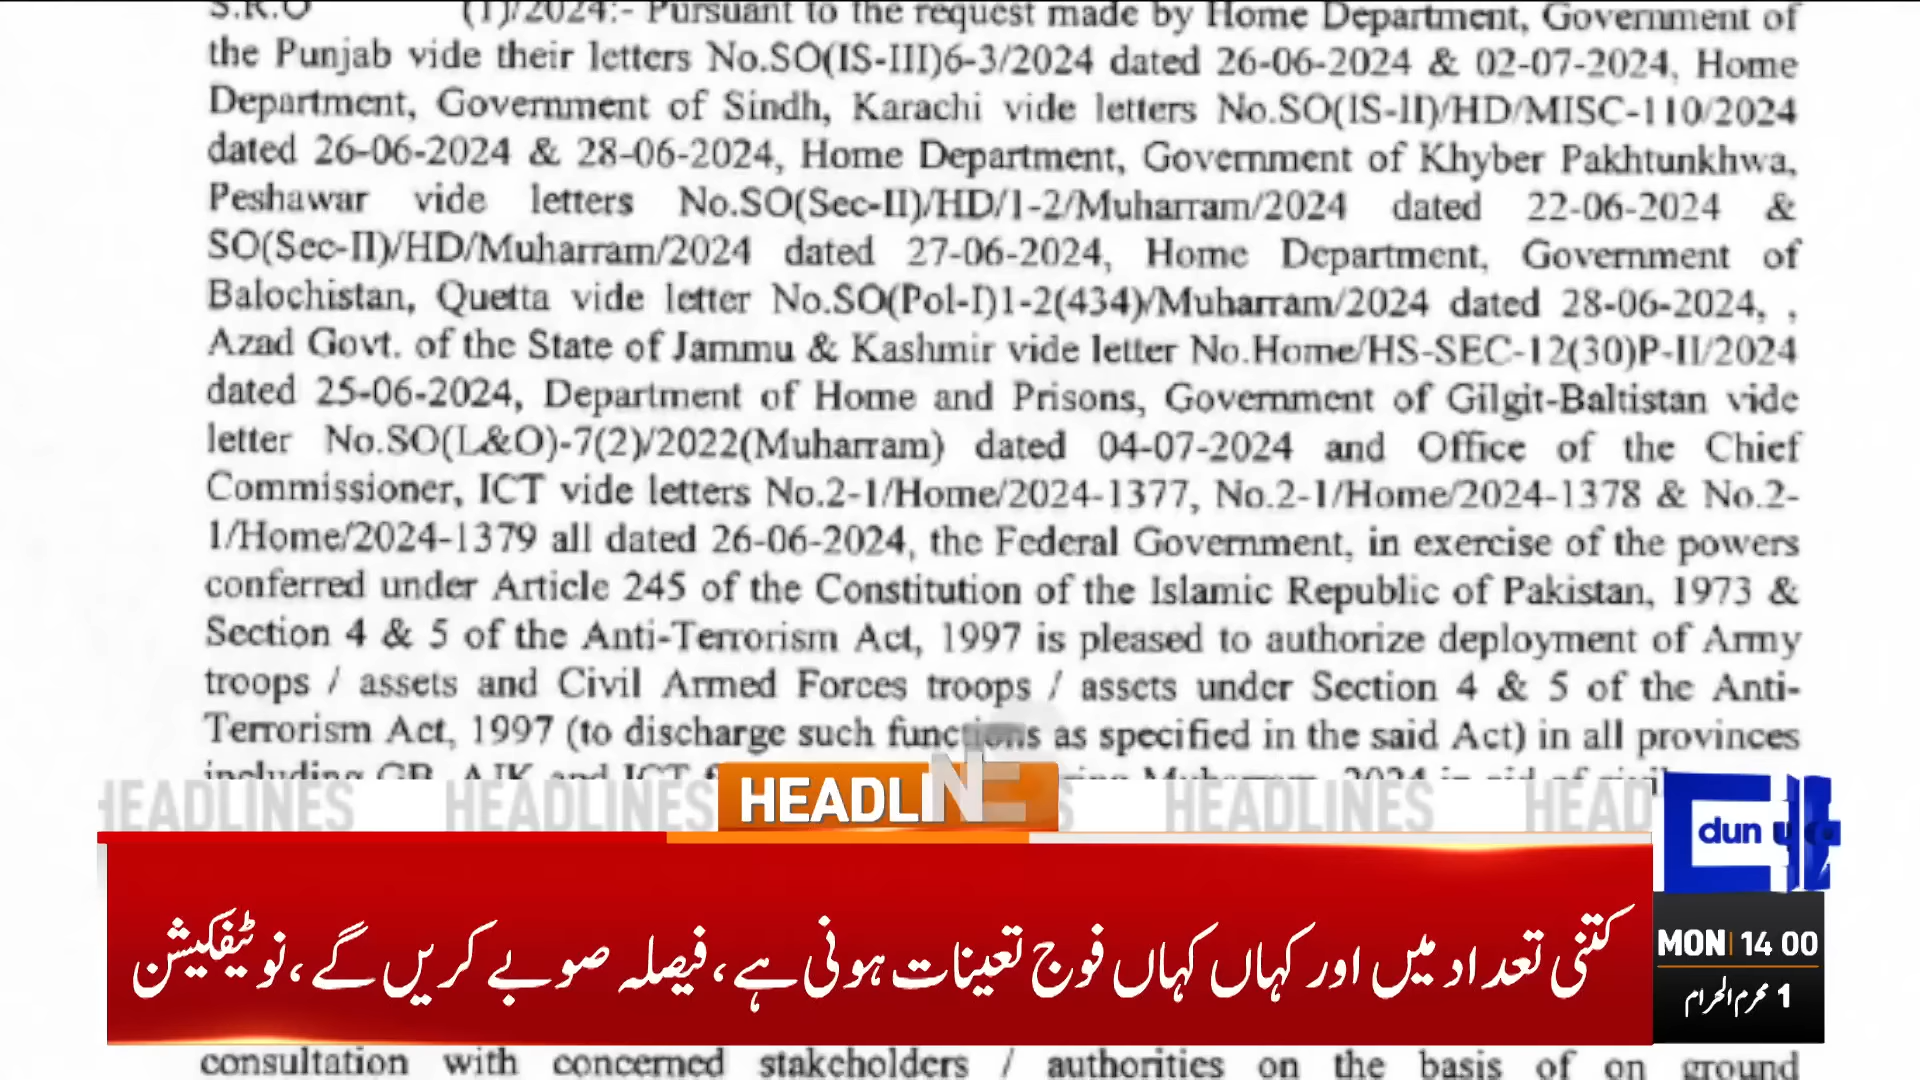 S.R.O (1)/2024:- Pursuant to the request made by Home Department, Government of
the Punjab vide their letters No.SO(IS-III)6-3/2024 dated 26-06-2024 & 02-07-2024, Home
Department, Government of Sindh, Karachi vide letters No.SO(IS-II)/HD/MISC-110/2024
dated 26-06-2024 & 28-06-2024, Home Department, Government of Khyber Pakhtunkhwa,
Peshawar vide letters No.SO(Sec-II)/HD/1-2/Muharram/2024 dated 22-06-2024 &
SO(Sec-II)/HD/Muharram/2024 dated 27-06-2024, Home Department, Government of
Balochistan, Quetta vide letter No.SO(Pol-I)1-2(434)/Muharram/2024 dated 28-06-2024, ,
Azad Govt. of the State of Jammu & Kashmir vide letter No.Home/HS-SEC-12(30)P-II/2024
dated 25-06-2024, Department of Home and Prisons, Government of Gilgit-Baltistan vide
letter No.SO(L&O)-7(2)/2022(Muharram) dated 04-07-2024 and Office of the Chief
Commissioner, ICT vide letters No.2-1/Home/2024-1377, No.2-1/Home/2024-1378 & No.2-
1/Home/2024-1379 all dated 26-06-2024, the Federal Government, in exercise of the powers
conferred under Article 245 of the Constitution of the Islamic Republic of Pakistan, 1973 &
Section 4 & 5 of the Anti-Terrorism Act, 1997 is pleased to authorize deployment of Army
troops / assets and Civil Armed Forces troops / assets under Section 4 & 5 of the Anti-
Terrorism Act, 1997 (to discharge such functions as specified in the said Act) in all provinces
including GB, AJK and ICT Muharram, 2024 in aid of civil
HEADLINES HEADLINES HEADLINES HEAD
HEADLINE
dun
کتنی تعداد میں اور کہاں کہاں فوج تعینات ہونی ہے، فیصلہ صوبے کریں گے، نوٹیفکیشن
MON 14 00
1 محرم الحرام
consultation with concerned stakeholders / authorities on the basis of on ground